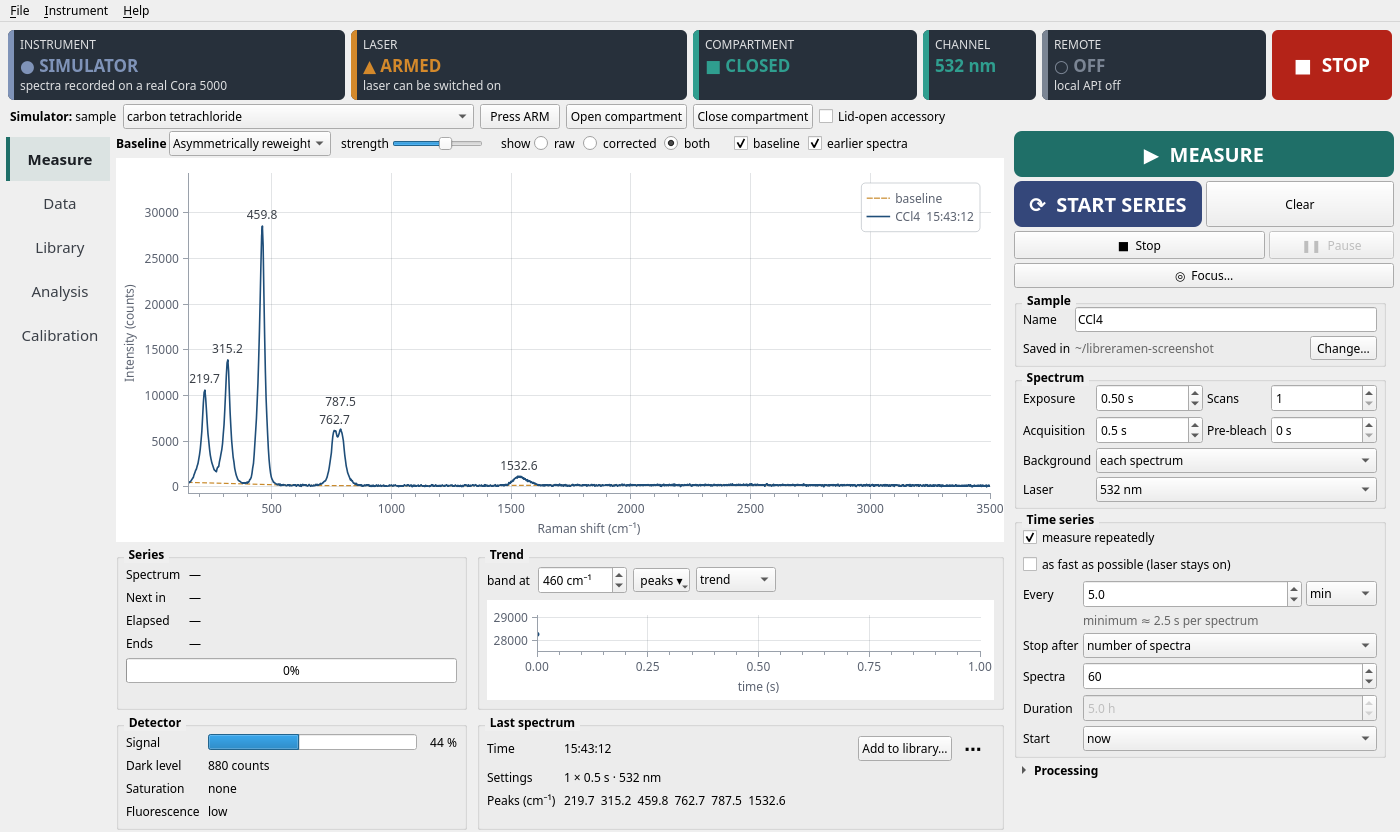 File Instrument Help
INSTRUMENT
● SIMULATOR
spectra recorded on a real Cora 5000
LASER
▲ ARMED
laser can be switched on
COMPARTMENT
■ CLOSED
CHANNEL
532 nm
REMOTE
○ OFF
local API off
■ STOP
Simulator: sample carbon tetrachloride Press ARM Open compartment Close compartment Lid-open accessory
Measure
Data
Library
Analysis
Calibration
Baseline Asymmetrically reweight strength show raw corrected both baseline earlier spectra
baseline
CCl4 15:43:12
Intensity (counts)
30000
25000
20000
15000
10000
5000
0
459.8
315.2
219.7
787.5
762.7
1532.6
500 1000 1500 2000 2500 3000 3500
Raman shift (cm⁻¹)
Series
Spectrum —
Next in —
Elapsed —
Ends —
0%
Trend
band at 460 cm⁻¹ peaks ▾ trend
29000
28000
0.00 0.25 0.50 0.75 1.00
time (s)
Detector
Signal 44 %
Dark level 880 counts
Saturation none
Fluorescence low
Last spectrum
Time 15:43:12 Add to library... ...
Settings 1 × 0.5 s · 532 nm
Peaks (cm⁻¹) 219.7 315.2 459.8 762.7 787.5 1532.6
▶ MEASURE
⟳ START SERIES Clear
■ Stop ❚❚ Pause
◎ Focus...
Sample
Name CCl4
Saved in ~/libreramen-screenshot Change...
Spectrum
Exposure 0.50 s Scans 1
Acquisition 0.5 s Pre-bleach 0 s
Background each spectrum
Laser 532 nm
Time series
measure repeatedly
as fast as possible (laser stays on)
Every 5.0 min
minimum ≈ 2.5 s per spectrum
Stop after number of spectra
Spectra 60
Duration 5.0 h
Start now
Processing